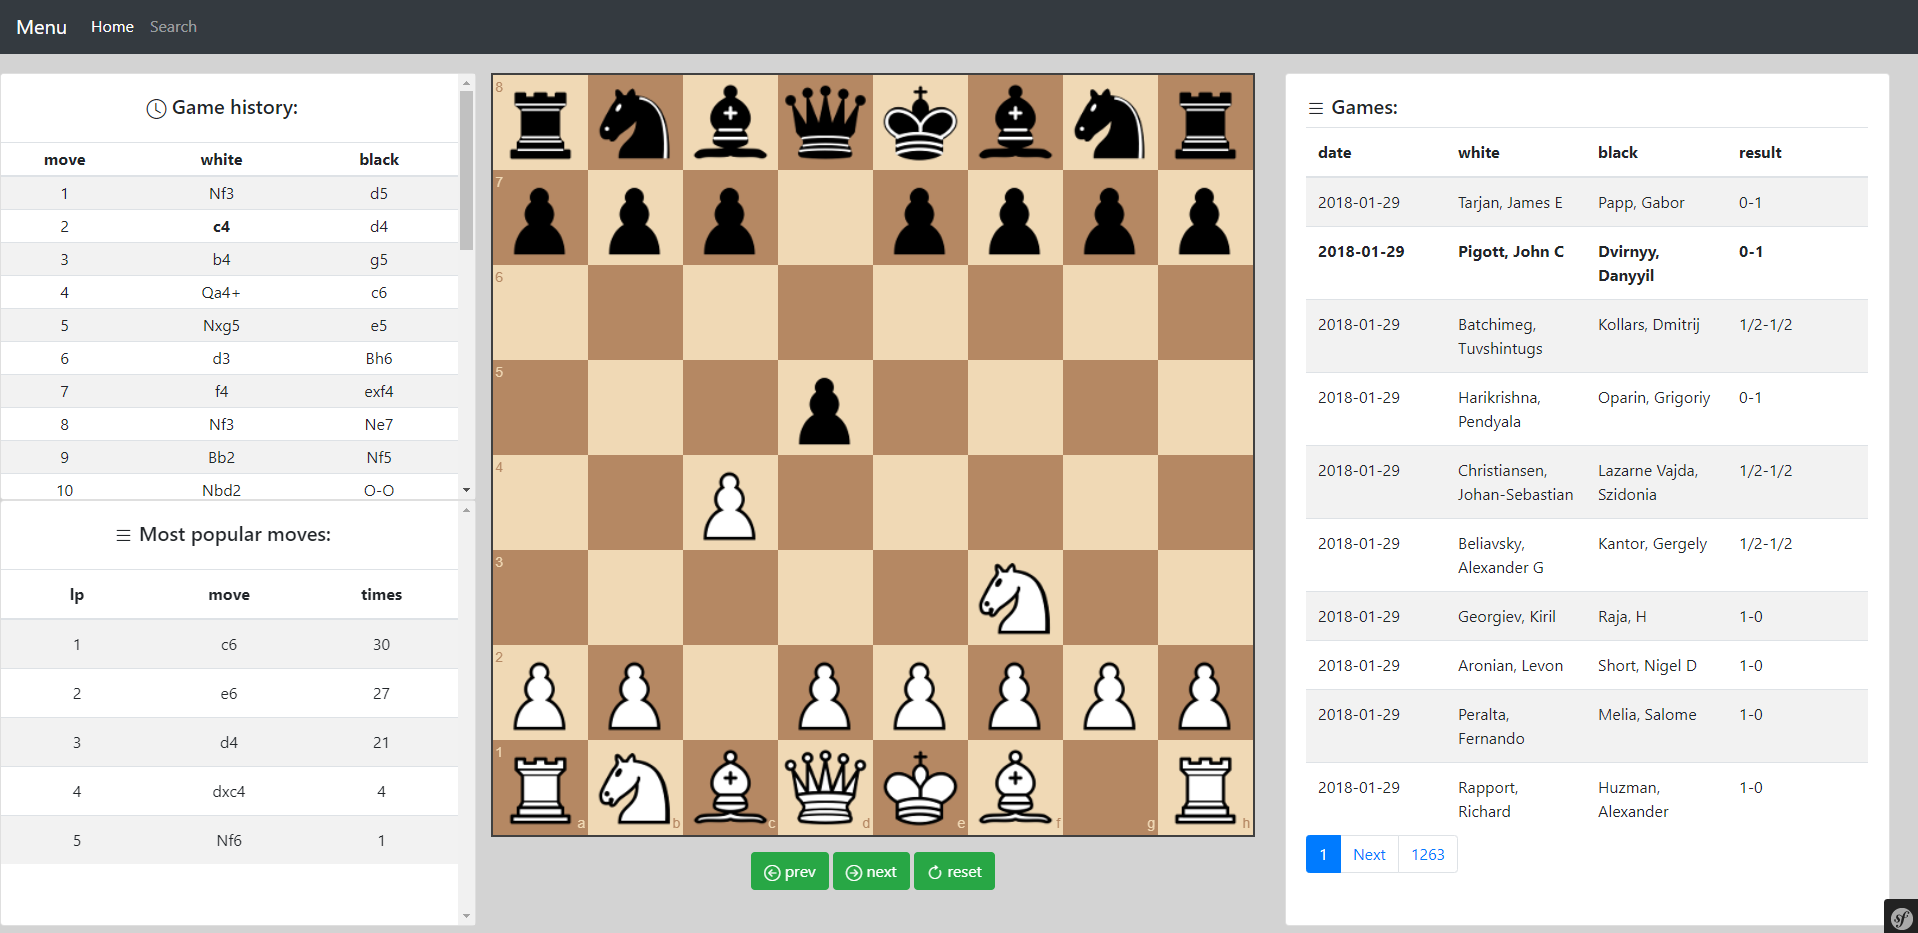 Menu Home Search
Game history:
move white black
1 Nf3 d5
2 c4 d4
3 b4 g5
4 Qa4+ c6
5 Nxg5 e5
6 d3 Bh6
7 f4 exf4
8 Nf3 Ne7
9 Bb2 Nf5
10 Nbd2 O-O
Most popular moves:
lp move times
1 c6 30
2 e6 27
3 d4 21
4 dxc4 4
5 Nf6 1
8
7
6
5
4
3
2
1
a b c d e f g h
prev next reset
Games:
date white black result
2018-01-29 Tarjan, James E Papp, Gabor 0-1
2018-01-29 Pigott, John C Dvirnyy, 0-1
Danyyil
2018-01-29 Batchimeg, Kollars, Dmitrij 1/2-1/2
Tuvshintugs
2018-01-29 Harikrishna, Oparin, Grigoriy 0-1
Pendyala
2018-01-29 Christiansen, Lazarne Vajda, 1/2-1/2
Johan-Sebastian Szidonia
2018-01-29 Beliavsky, Kantor, Gergely 1/2-1/2
Alexander G
2018-01-29 Georgiev, Kiril Raja, H 1-0
2018-01-29 Aronian, Levon Short, Nigel D 1-0
2018-01-29 Peralta, Melia, Salome 1-0
Fernando
2018-01-29 Rapport, Huzman, 1-0
Richard Alexander
1 Next 1263
sf